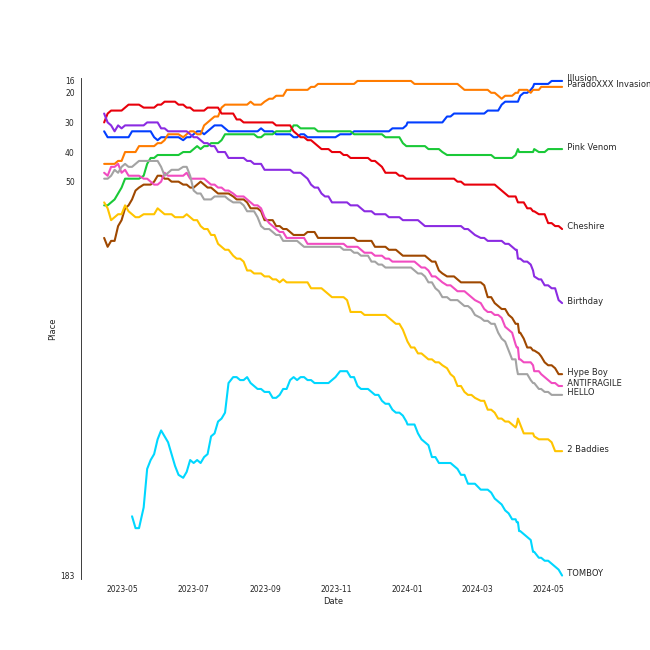 16
20
30
40
50
183
Place
2023-05
2023-07
2023-09
2023-11
2024-01
2024-03
2024-05
Date
Illusion
ParadoXXX Invasion
Pink Venom
Cheshire
Birthday
Hype Boy
ANTIFRAGILE
HELLO
2 Baddies
TOMBOY